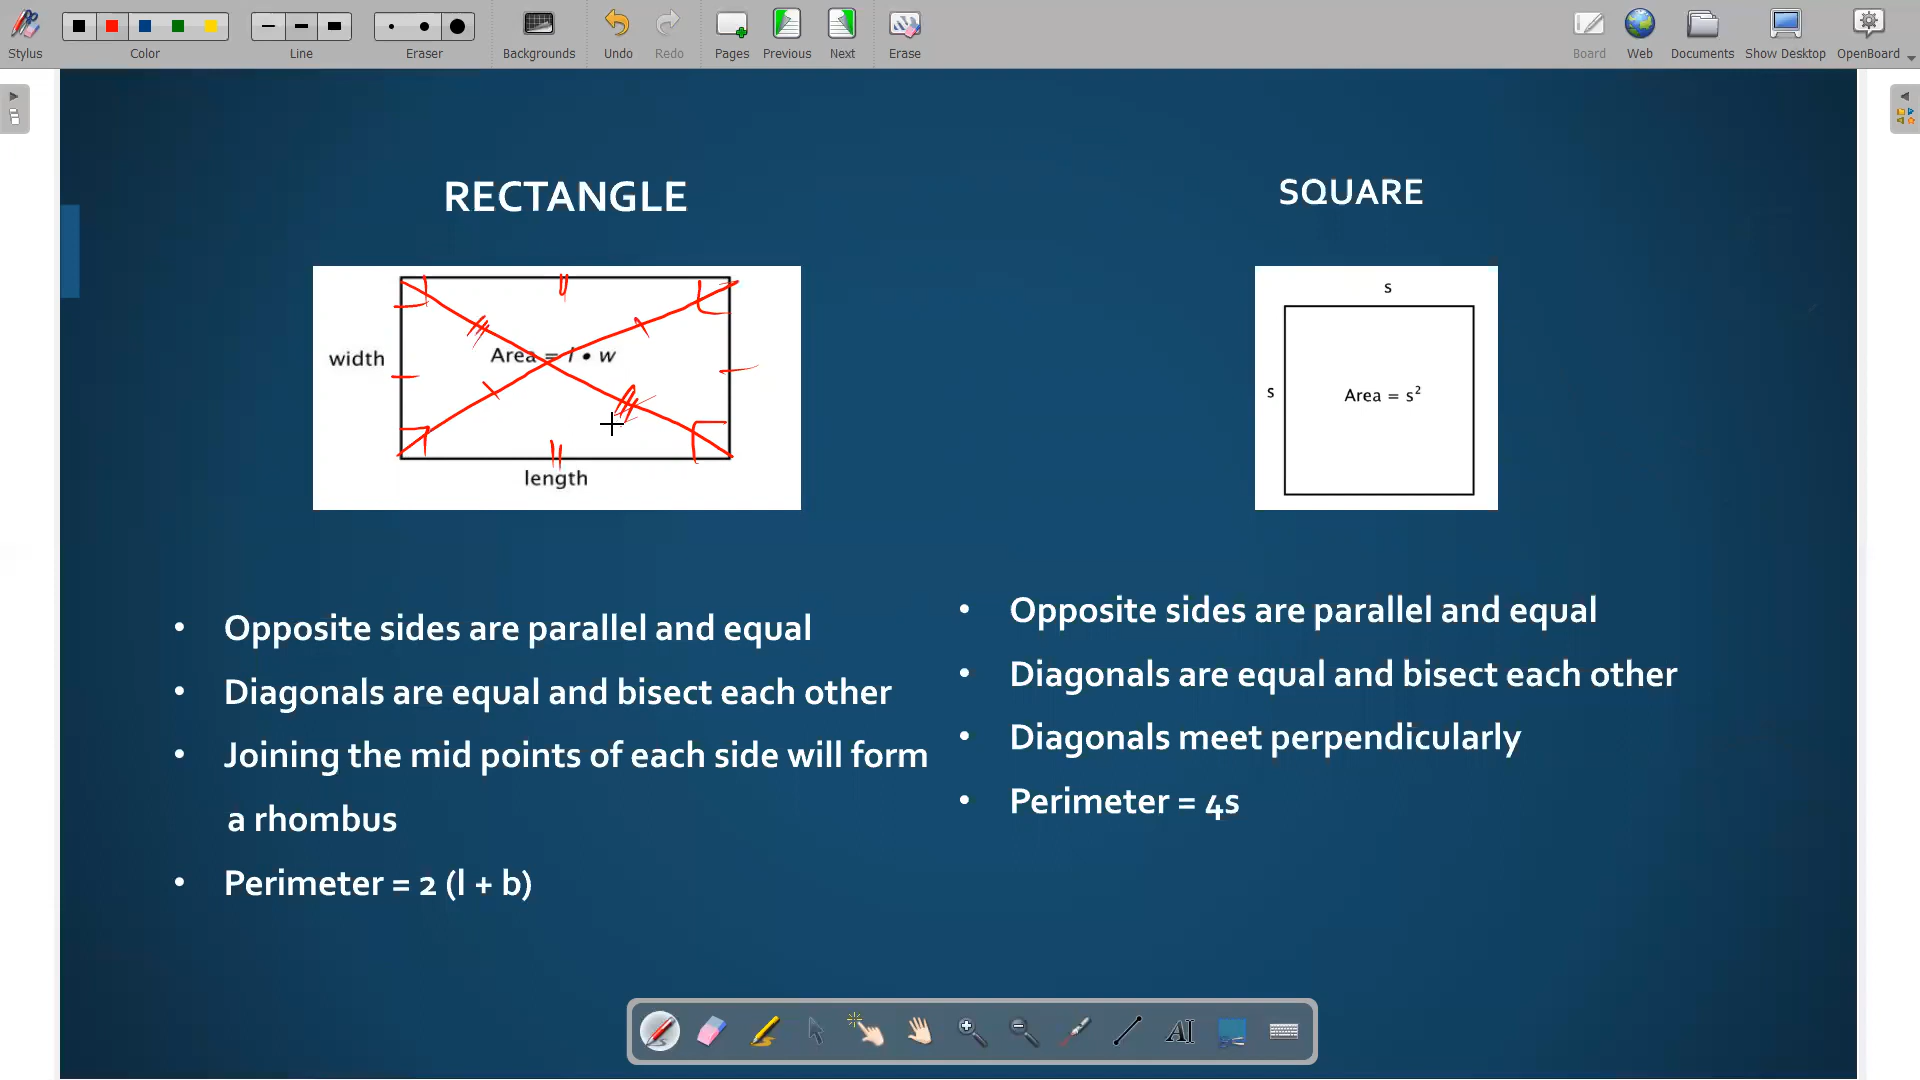 Stylus
Color
Line
Eraser
Backgrounds
Undo
Redo
Pages
Previous
Next
Erase
Board
Web
Documents
Show Desktop
OpenBoard
RECTANGLE
width
Area = l • w
length
• Opposite sides are parallel and equal
• Diagonals are equal and bisect each other
• Joining the mid points of each side will form
a rhombus
• Perimeter = 2 (l + b)
SQUARE
s
s
Area = s²
• Opposite sides are parallel and equal
• Diagonals are equal and bisect each other
• Diagonals meet perpendicularly
• Perimeter = 4s
AI